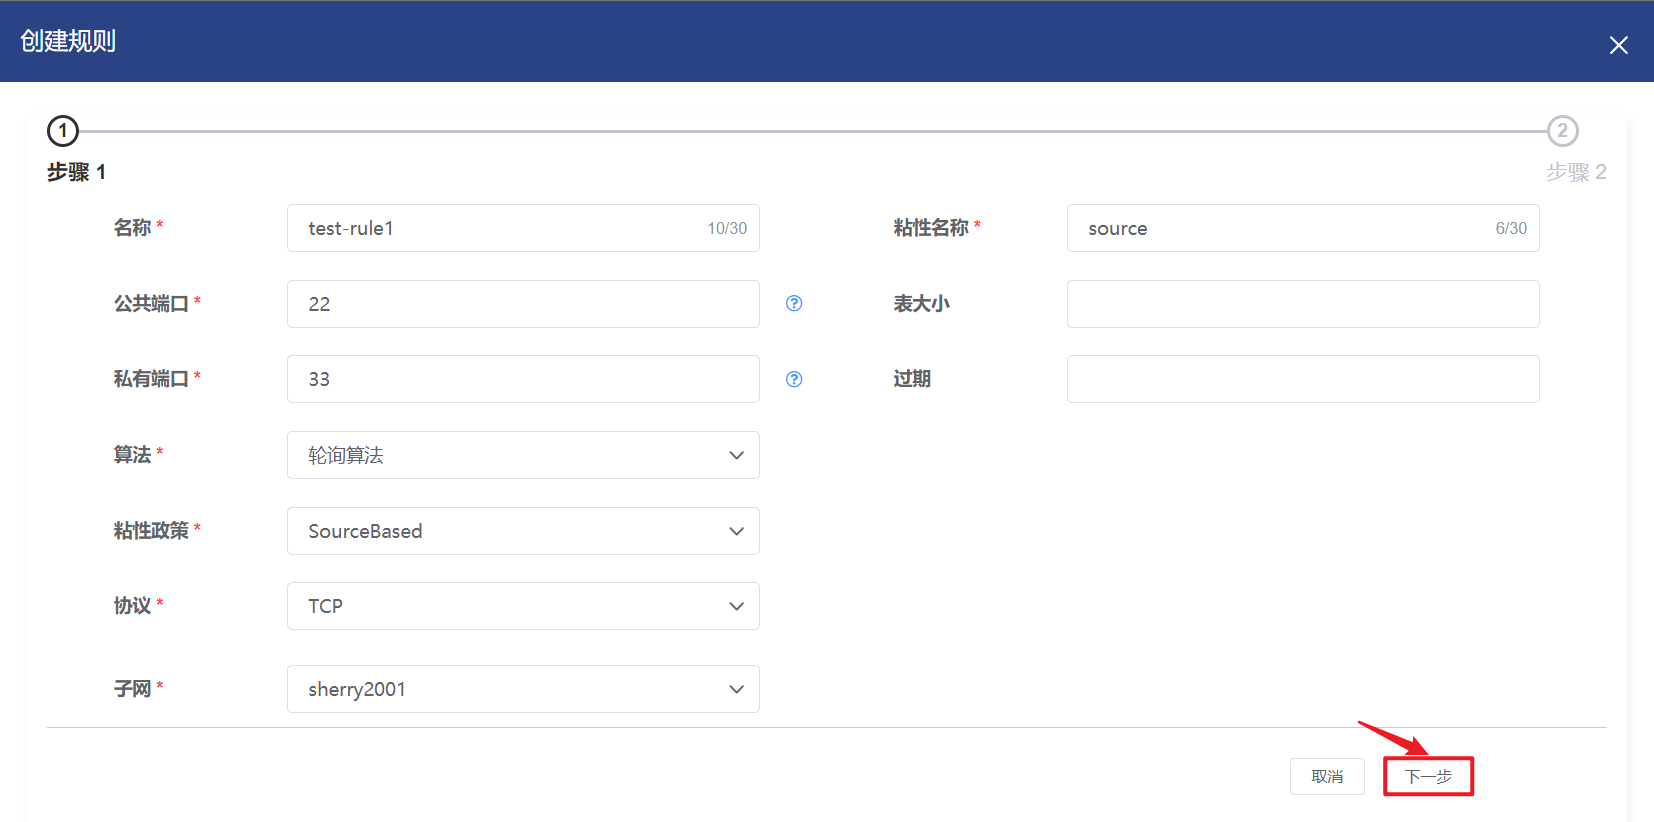 创建规则
1
2
步骤 1
步骤 2
名称 * test-rule1 10/30 粘性名称 * source 6/30
公共端口 * 22 ? 表大小
私有端口 * 33 ? 过期
算法 * 轮询算法
粘性政策 * SourceBased
协议 * TCP
子网 * sherry2001
取消 下一步